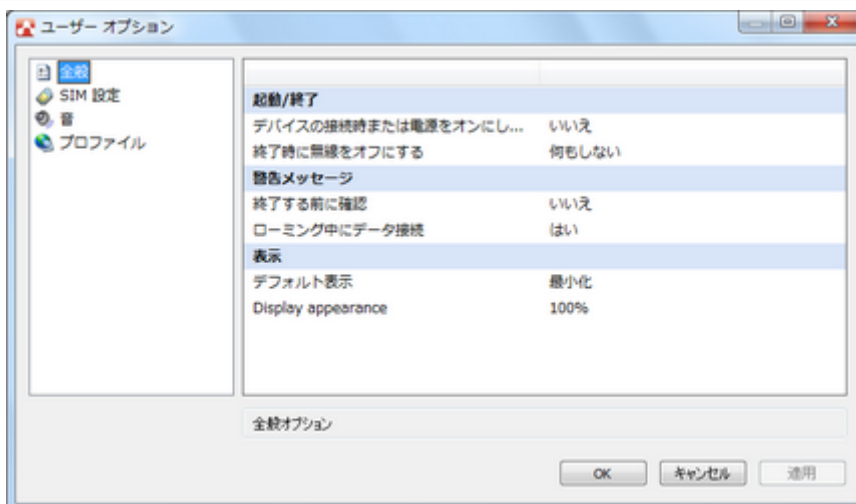 ユーザー オプション
全般
SIM 設定
音
プロファイル
起動/終了
デバイスの接続時または電源をオンにし... いいえ
終了時に無線をオフにする 何もしない
警告メッセージ
終了する前に確認 いいえ
ローミング中にデータ接続 はい
表示
デフォルト表示 最小化
Display appearance 100%
全般オプション
OK キャンセル 適用